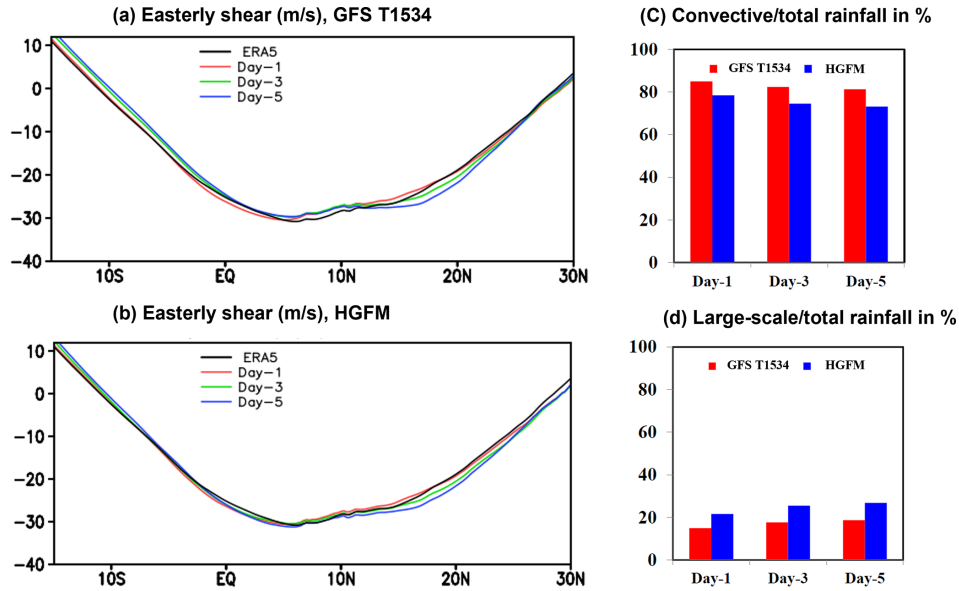 (a) Easterly shear (m/s), GFS T1534
10
0
−10
−20
−30
−40
10S
EQ
10N
20N
30N
ERA5
Day−1
Day−3
Day−5
(b) Easterly shear (m/s), HGFM
10
0
−10
−20
−30
−40
10S
EQ
10N
20N
30N
ERA5
Day−1
Day−3
Day−5
(C) Convective/total rainfall in %
100
80
60
40
20
0
GFS T1534
HGFM
Day-1
Day-3
Day-5
(d) Large-scale/total rainfall in %
100
80
60
40
20
0
GFS T1534
HGFM
Day-1
Day-3
Day-5